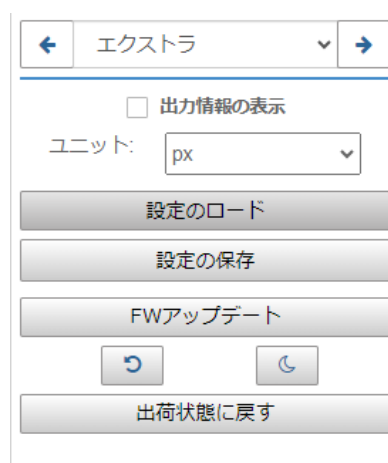 エクストラ
出力情報の表示
ユニット: px
設定のロード
設定の保存
FWアップデート
出荷状態に戻す